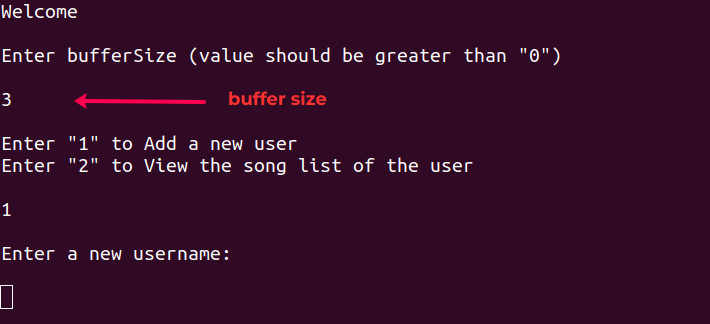 Welcome
Enter bufferSize (value should be greater than "0")
3 buffer size
Enter "1" to Add a new user
Enter "2" to View the song list of the user
1
Enter a new username: